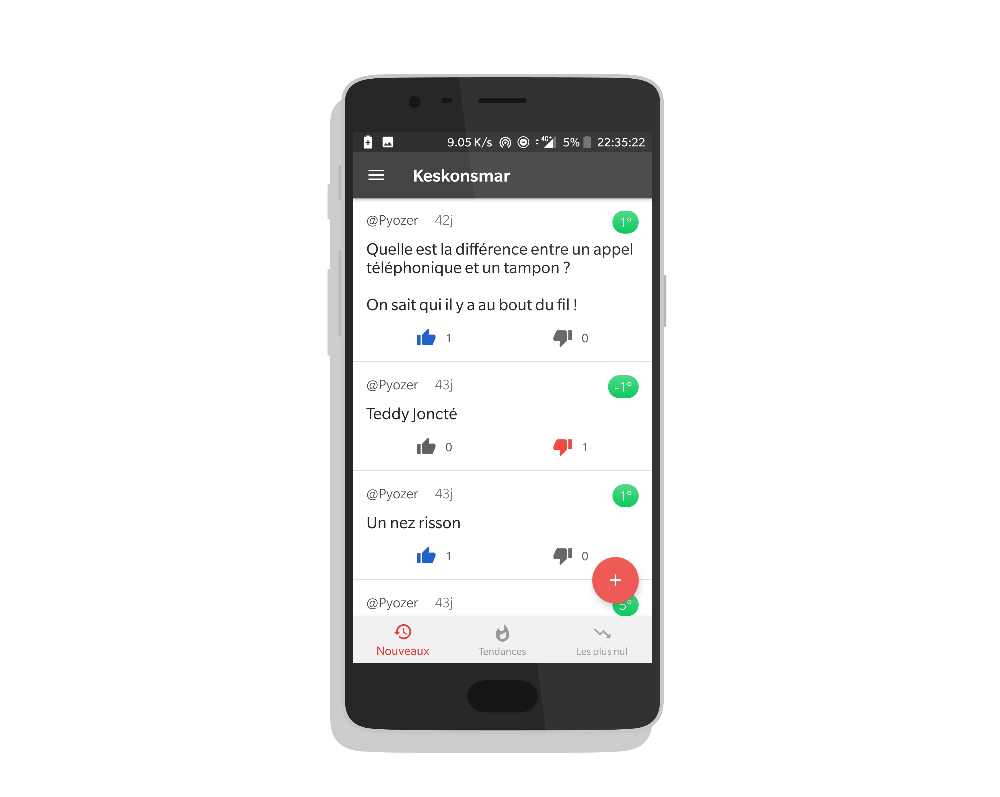 9.05 K/s 4G+ 5% 22:35:22
Keskonsmar
@Pyozer 42j 1°
Quelle est la différence entre un appel
téléphonique et un tampon ?
On sait qui il y a au bout du fil !
1 0
@Pyozer 43j -1°
Teddy Joncté
0 1
@Pyozer 43j 1°
Un nez risson
1 0
+
@Pyozer 43j 5°
Nouveaux Tendances Les plus nul